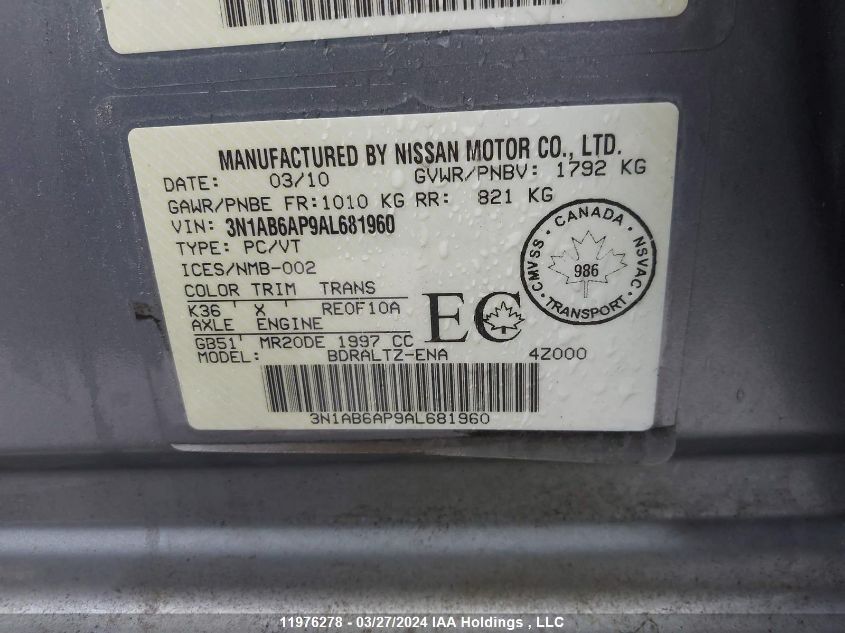 MANUFACTURED BY NISSAN MOTOR CO., LTD.
DATE: 03/10 GVWR/PNBV: 1792 KG
GAWR/PNBE FR:1010 KG RR: 821 KG
VIN: 3N1AB6AP9AL681960
TYPE: PC/VT
ICES/NMB-002
COLOR TRIM TRANS
K36 ' X ' RE0F10A
AXLE ENGINE
GB51' MR20DE 1997 CC
MODEL: BDRALTZ-ENA 4Z000
EC
CANADA
CMVSS NSVAC
986
TRANSPORT
3N1AB6AP9AL681960
11976278 - 03/27/2024 IAA Holdings , LLC